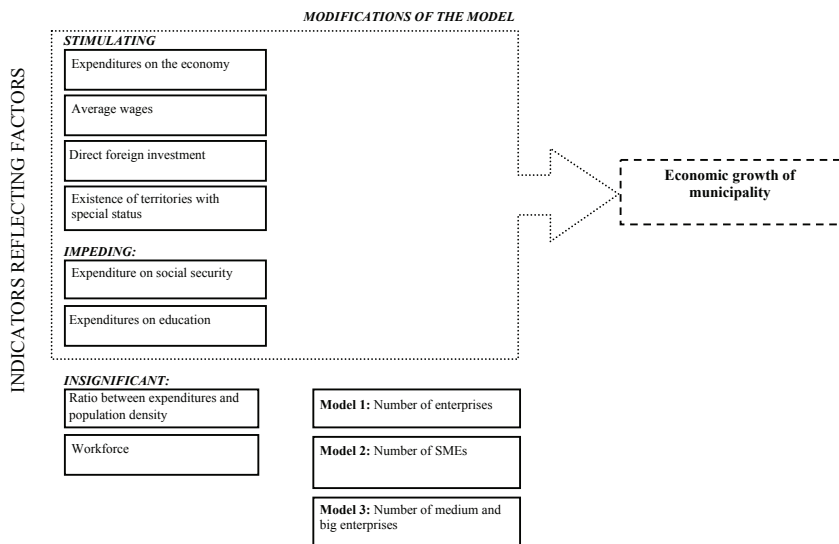 MODIFICATIONS OF THE MODEL
INDICATORS REFLECTING FACTORS
STIMULATING
Expenditures on the economy
Average wages
Direct foreign investment
Existence of territories with
special status
IMPEDING:
Expenditure on social security
Expenditures on education
Economic growth of
municipality
INSIGNIFICANT:
Ratio between expenditures and
population density
Workforce
Model 1: Number of enterprises
Model 2: Number of SMEs
Model 3: Number of medium and
big enterprises